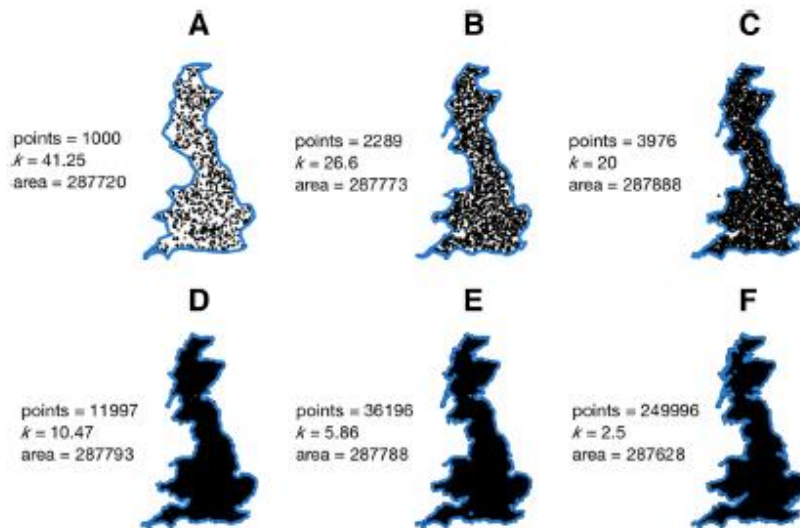 A
B
C
points = 1000
k = 41.25
area = 287720
points = 2289
k = 26.6
area = 287773
points = 3976
k = 20
area = 287888
D
E
F
points = 11997
k = 10.47
area = 287793
points = 36196
k = 5.86
area = 287788
points = 249996
k = 2.5
area = 287628